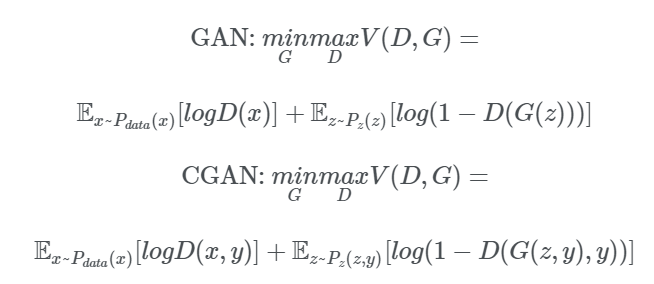 GAN: minmaxV(D, G) =
G D
𝔼x~Pdata(x)[logD(x)] + 𝔼z~Pz(z)[log(1 − D(G(z)))]
CGAN: minmaxV(D, G) =
G D
𝔼x~Pdata(x)[logD(x, y)] + 𝔼z~Pz(z,y)[log(1 − D(G(z, y), y))]